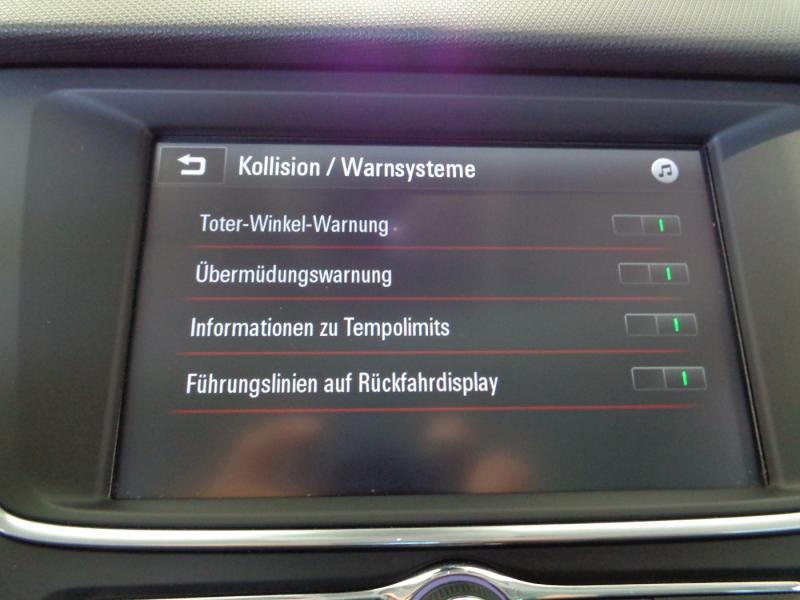 Kollision / Warnsysteme
Toter-Winkel-Warnung
Übermüdungswarnung
Informationen zu Tempolimits
Führungslinien auf Rückfahrdisplay